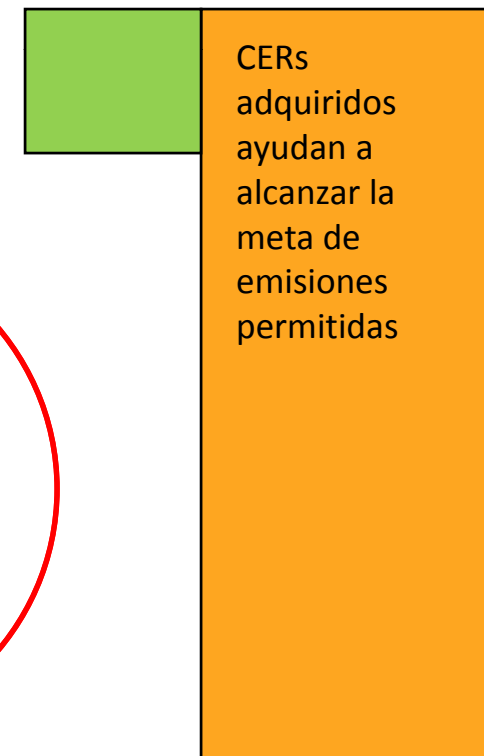 CERs
adquiridos
ayudan a
alcanzar la
meta de
emisiones
permitidas